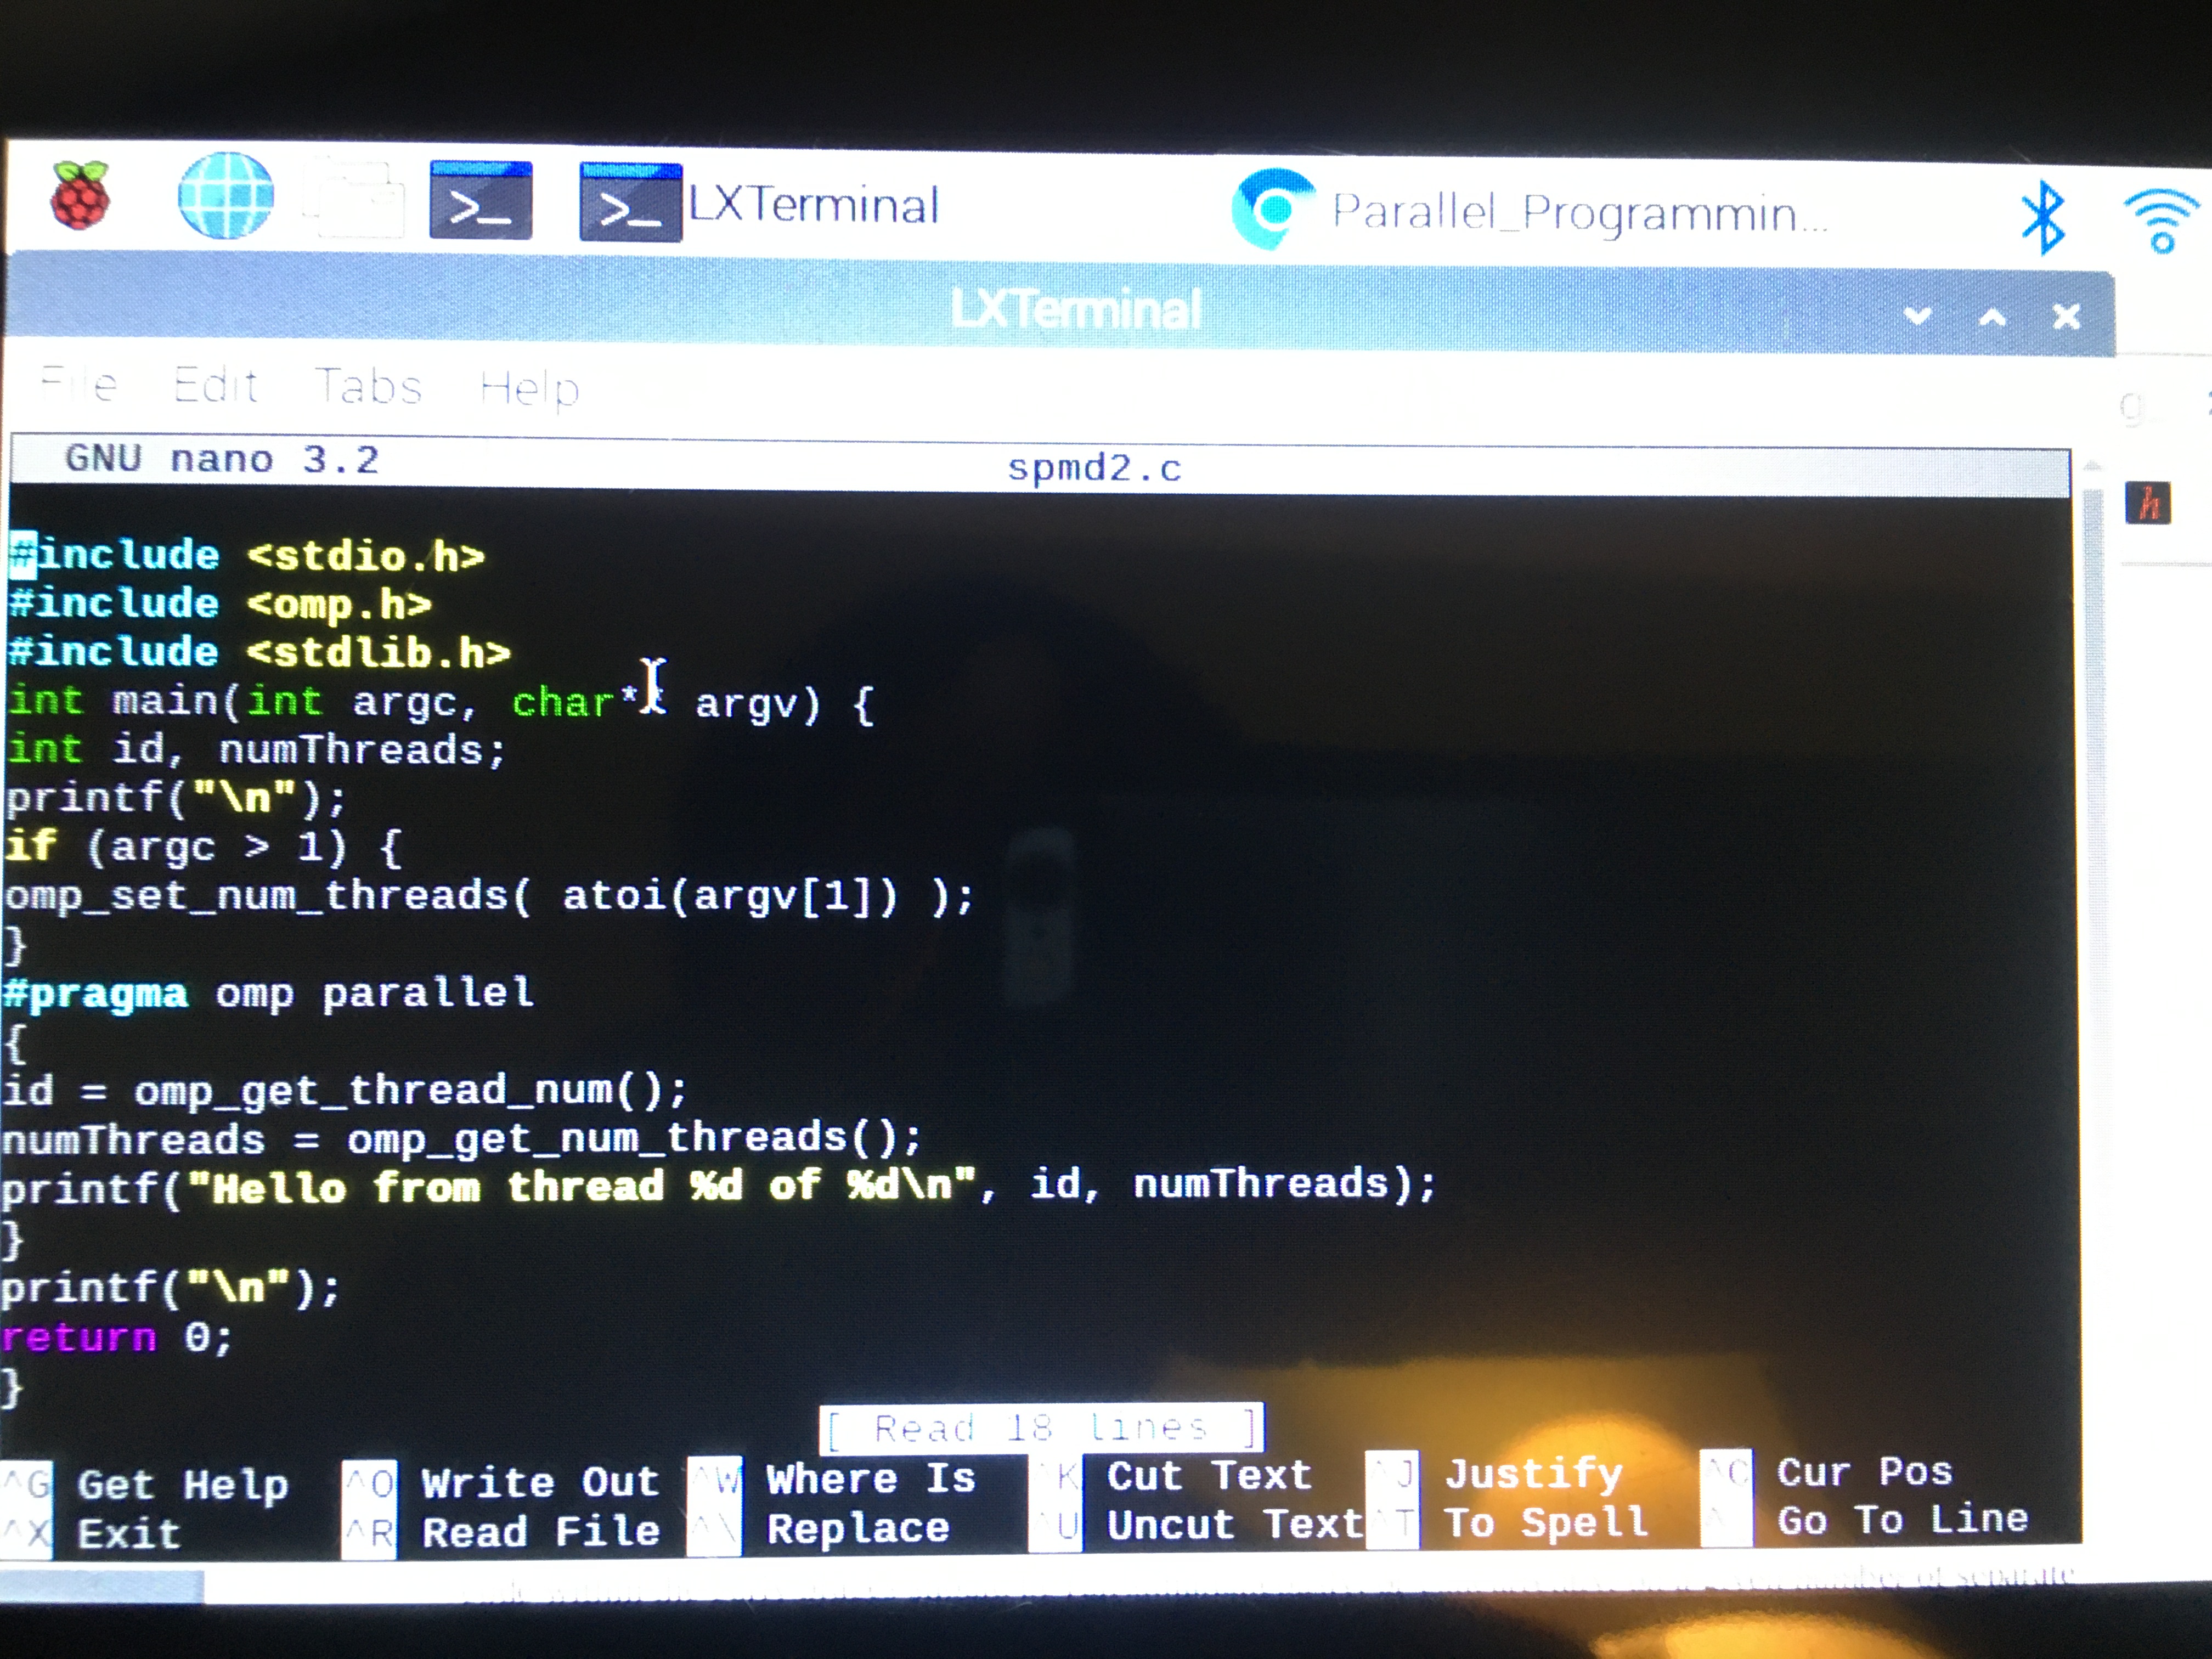 LXTerminal
Parallel_Programmin...
LXTerminal
File Edit Tabs Help
GNU nano 3.2 spmd2.c
#include <stdio.h>
#include <omp.h>
#include <stdlib.h>
int main(int argc, char** argv) {
int id, numThreads;
printf("\n");
if (argc > 1) {
omp_set_num_threads( atoi(argv[1]) );
}
#pragma omp parallel
{
id = omp_get_thread_num();
numThreads = omp_get_num_threads();
printf("Hello from thread %d of %d\n", id, numThreads);
}
printf("\n");
return 0;
}
[ Read 18 lines ]
^G Get Help ^O Write Out ^W Where Is ^K Cut Text ^J Justify ^C Cur Pos
^X Exit ^R Read File ^\ Replace ^U Uncut Text ^T To Spell Go To Line
of separate